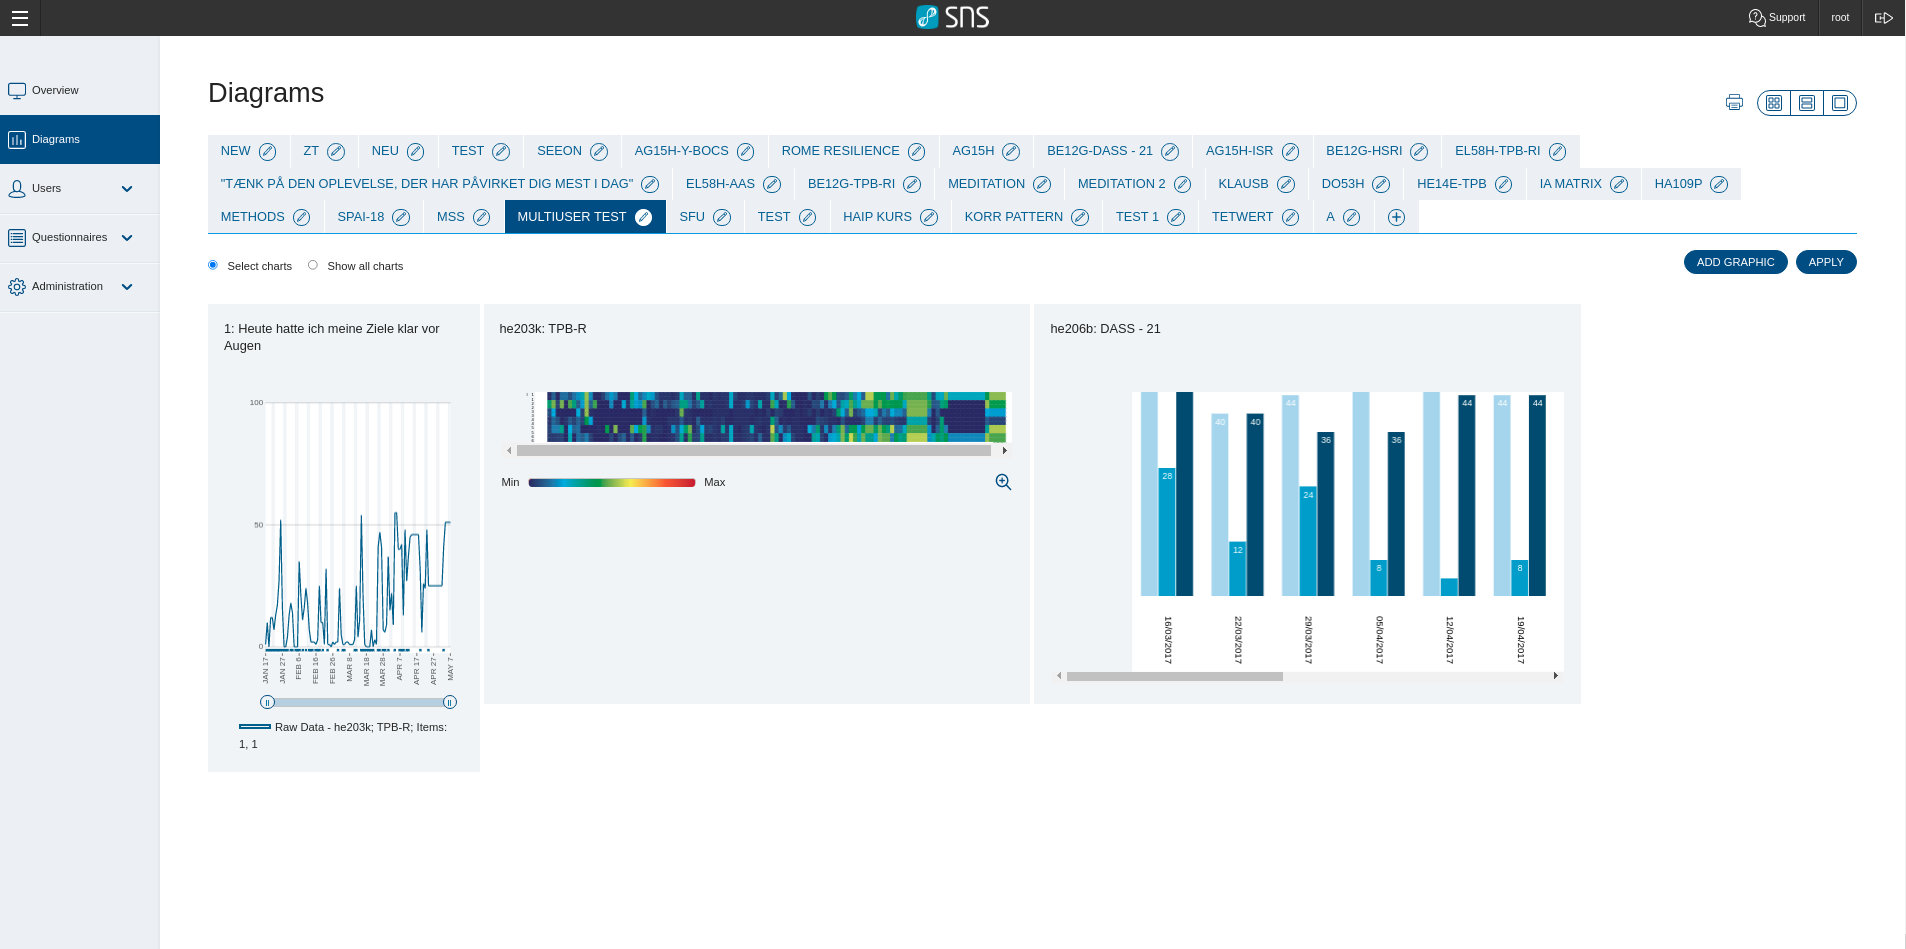 SNS
Support
root
Overview
Diagrams
Users
Questionnaires
Administration
Diagrams
NEW ZT NEU TEST SEEON AG15H-Y-BOCS ROME RESILIENCE AG15H BE12G-DASS - 21 AG15H-ISR BE12G-HSRI EL58H-TPB-RI
"TÆNK PÅ DEN OPLEVELSE, DER HAR PÅVIRKET DIG MEST I DAG" EL58H-AAS BE12G-TPB-RI MEDITATION MEDITATION 2 KLAUSB DO53H HE14E-TPB IA MATRIX HA109P
METHODS SPAI-18 MSS MULTIUSER TEST SFU TEST HAIP KURS KORR PATTERN TEST 1 TETWERT A
Select charts Show all charts
ADD GRAPHIC APPLY
1: Heute hatte ich meine Ziele klar vor
Augen
100
50
0
JAN 17 JAN 27 FEB 6 FEB 16 FEB 26 MAR 8 MAR 18 MAR 28 APR 7 APR 17 APR 27 MAY 7
Raw Data - he203k; TPB-R; Items:
1, 1
he203k: TPB-R
Min Max
he206b: DASS - 21
44 44 44 44
40 40
36 36
28
24
12
8 8
16/03/2017 22/03/2017 29/03/2017 05/04/2017 12/04/2017 19/04/2017